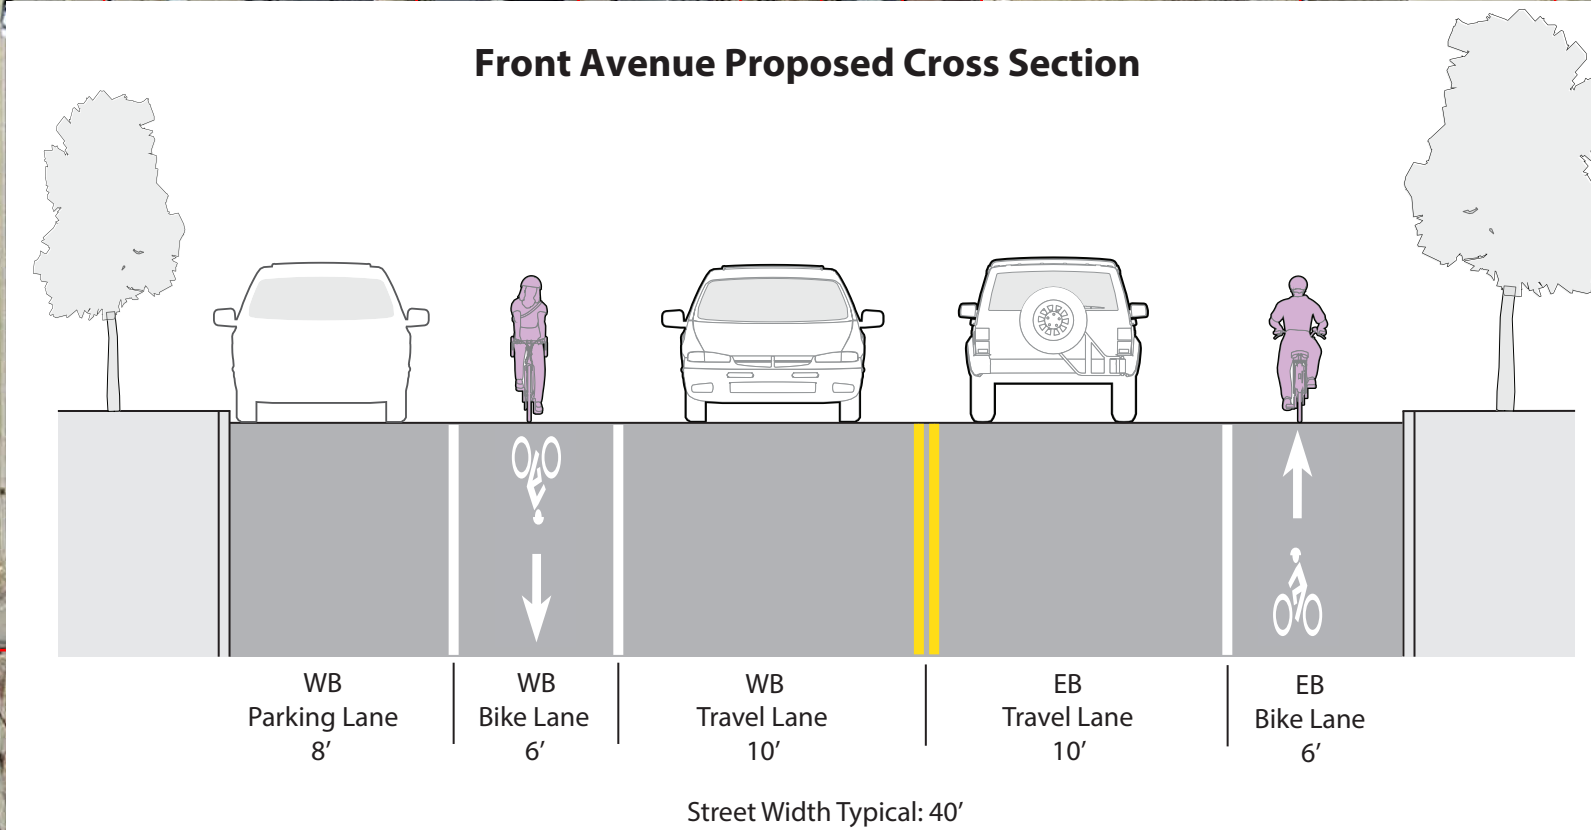 Front Avenue Proposed Cross Section
WB
Parking Lane
8’
WB
Bike Lane
6’
WB
Travel Lane
10’
EB
Travel Lane
10’
EB
Bike Lane
6’
Street Width Typical: 40’